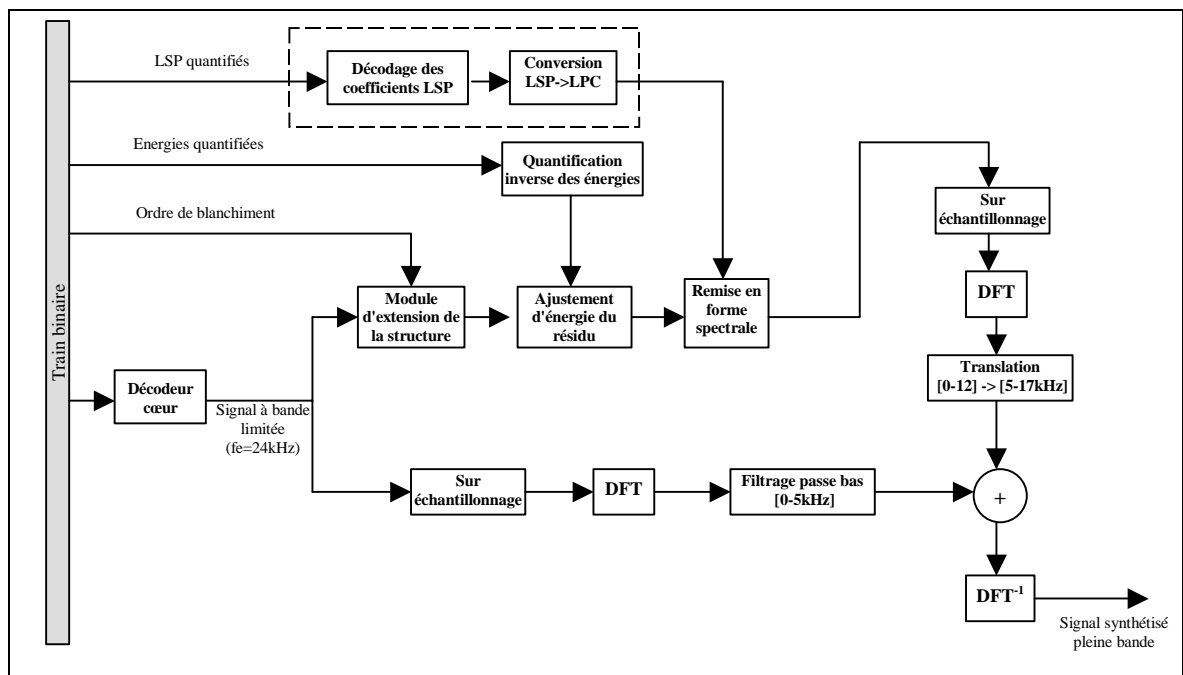 LSP quantifiés
Décodage des
coefficients LSP
Conversion
LSP->LPC
Energies quantifiées
Quantification
inverse des énergies
Ordre de blanchiment
Sur
échantillonnage
Train binaire
Module
d'extension de
la structure
Ajustement
d'énergie du
résidu
Remise en
forme
spectrale
DFT
Translation
[0-12] -> [5-17kHz]
Décodeur
cœur
Signal à bande
limitée
(fe=24kHz)
Sur
échantillonnage
DFT
Filtrage passe bas
[0-5kHz]
+
DFT-1
Signal synthétisé
pleine bande